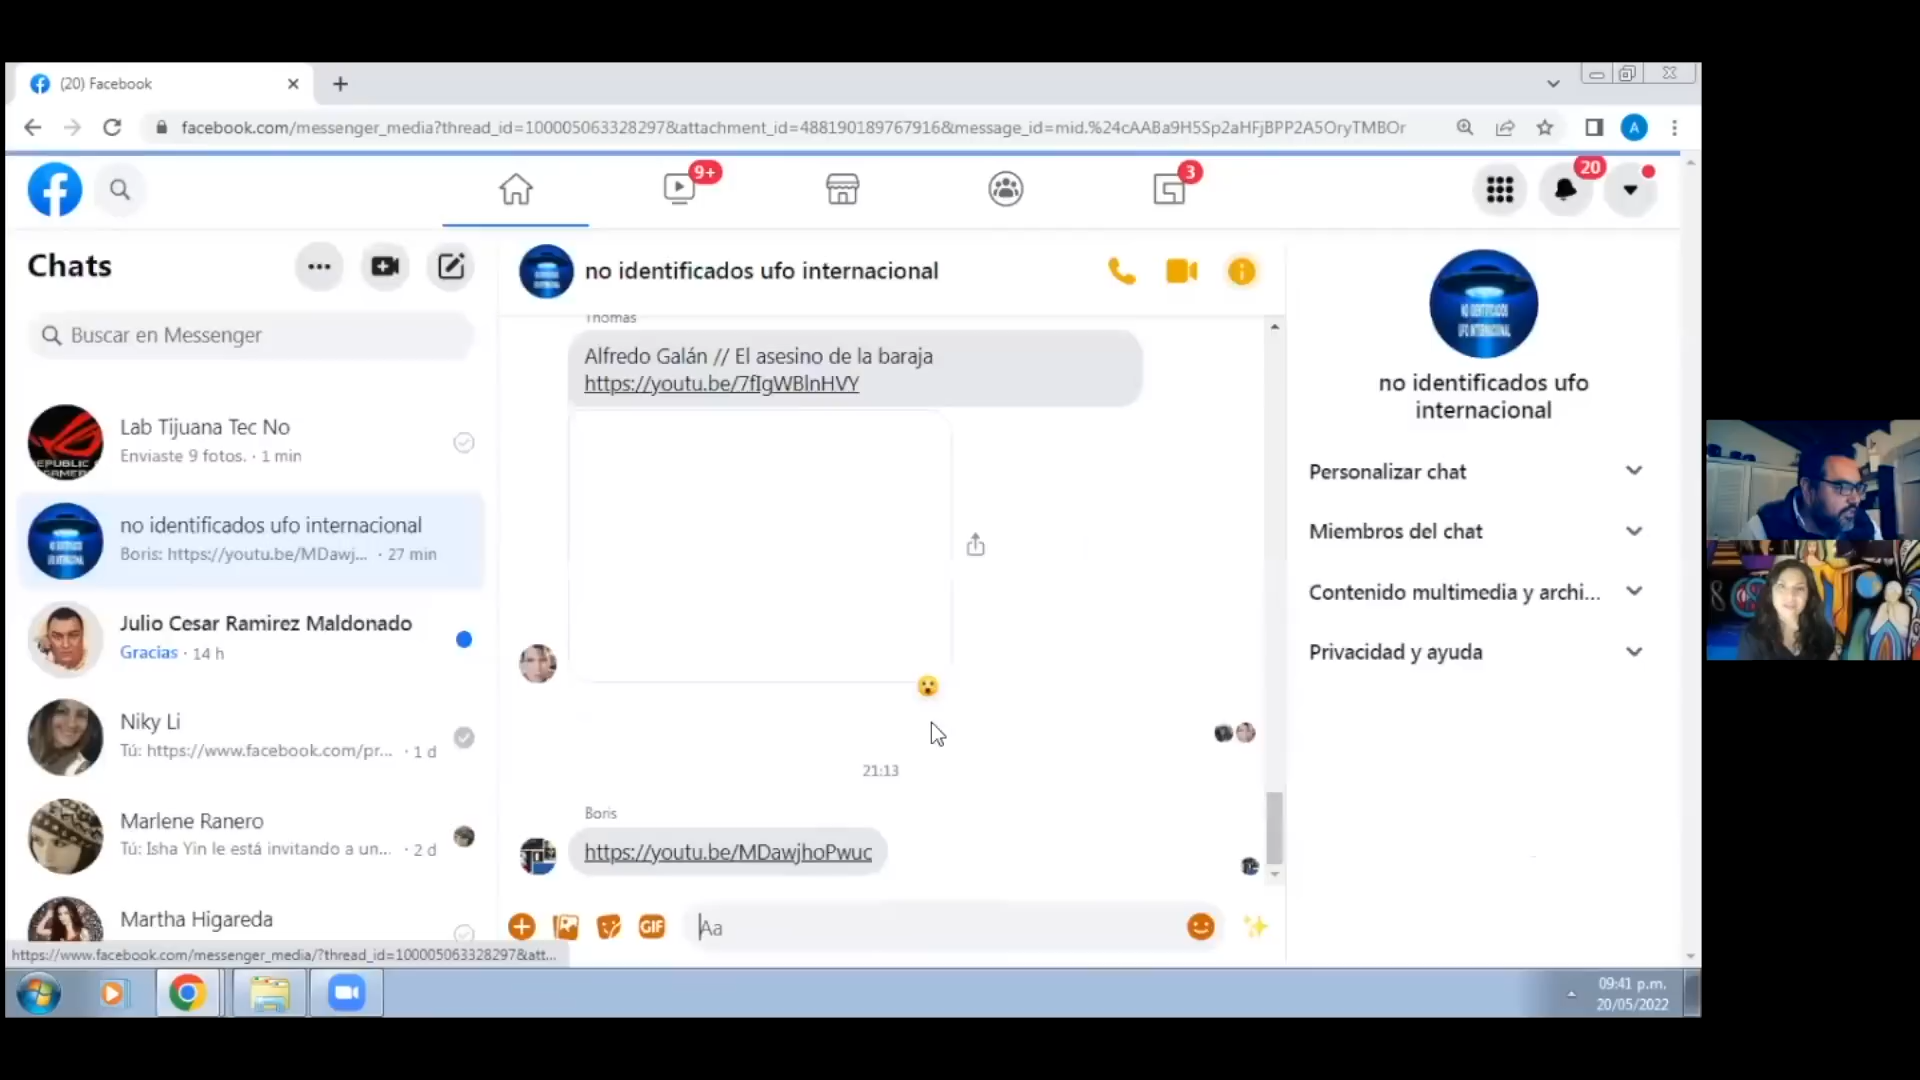 (20) Facebook
facebook.com/messenger_media?thread_id=100005063328297&attachment_id=488190189767916&message_id=mid.%24cAABa9H5Sp2aHFjBPP2A5OryTMBOr
9+
3
20
Chats
Buscar en Messenger
Lab Tijuana Tec No
Enviaste 9 fotos. · 1 min
no identificados ufo internacional
Boris: https://youtu.be/MDawj... · 27 min
Julio Cesar Ramirez Maldonado
Gracias · 14 h
Niky Li
Tú: https://www.facebook.com/pr... · 1 d
Marlene Ranero
Tú: Isha Yin le está invitando a un... · 2 d
Martha Higareda
https://www.facebook.com/messenger_media/?thread_id=100005063328297&att...
no identificados ufo internacional
Thomas
Alfredo Galán // El asesino de la baraja
https://youtu.be/7fIgWBlnHVY
21:13
Boris
https://youtu.be/MDawjhoPwuc
GIF
Aa
NO IDENTIFICADOS
UFO INTERNACIONAL
no identificados ufo
internacional
Personalizar chat
Miembros del chat
Contenido multimedia y archi...
Privacidad y ayuda
A
09:41 p.m.
20/05/2022